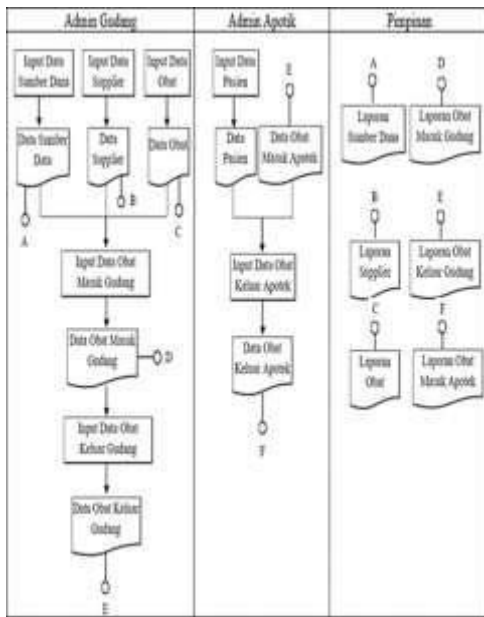 Admin Gudang
Input Data
Sumber Dana
Input Data
Supplier
Input Data
Obat
Data Sumber
Data
Data
Supplier
Data Obat
A
B
C
Input Data Obat
Masuk Gudang
Data Obat Masuk
Gudang
D
Input Data Obat
Keluar Gudang
Data Obat Keluar
Gudang
E
Admin Apotik
Input Data
Pasien
E
Data
Pasien
Data Obat
Masuk Apotek
Input Data Obat
Keluar Apotek
Data Obat
Keluar Apotek
F
Pimpinan
A
D
Laporan
Sumber Dana
Laporan Obat
Masuk Gudang
B
E
Laporan
Supplier
Laporan Obat
Keluar Gudang
C
F
Laporan
Obat
Laporan Obat
Masuk Apotek